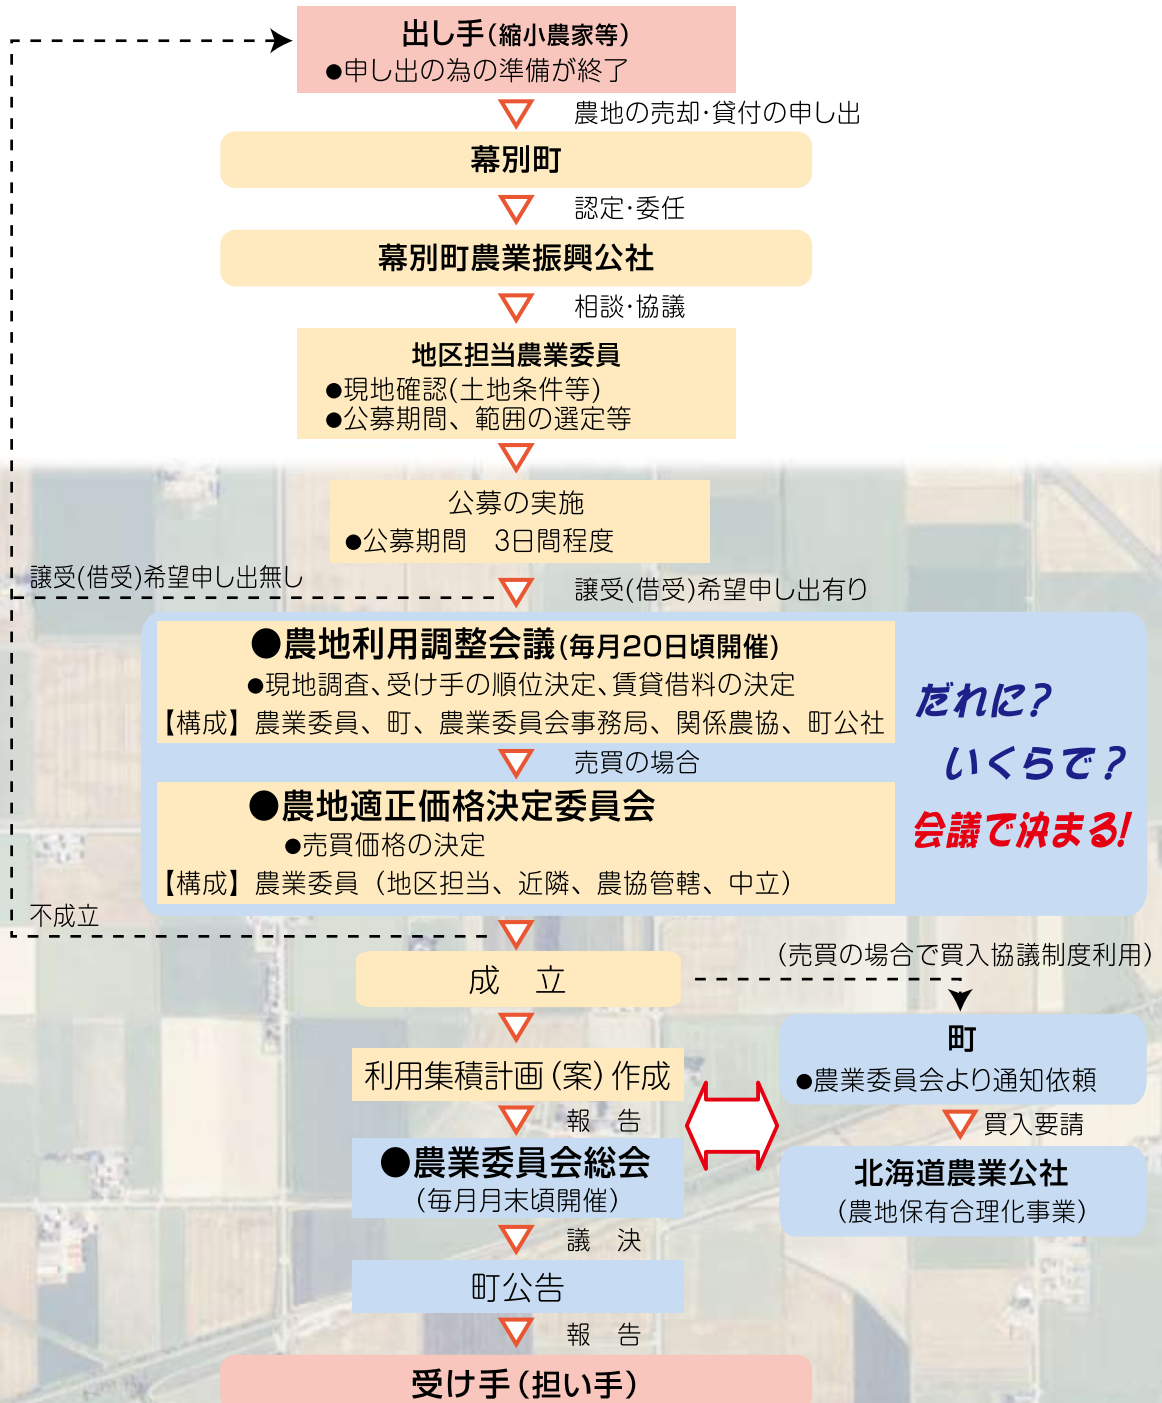 出し手(縮小農家等)
●申し出の為の準備が終了
農地の売却・貸付の申し出
幕別町
認定・委任
幕別町農業振興公社
相談・協議
地区担当農業委員
●現地確認(土地条件等)
●公募期間、範囲の選定等
公募の実施
●公募期間　3日間程度
譲受(借受)希望申し出無し
譲受(借受)希望申し出有り
●農地利用調整会議(毎月20日頃開催)
●現地調査、受け手の順位決定、賃貸借料の決定
【構成】農業委員、町、農業委員会事務局、関係農協、町公社
だれに?
いくらで?
会議で決まる!
売買の場合
●農地適正価格決定委員会
●売買価格の決定
【構成】農業委員（地区担当、近隣、農協管轄、中立）
不成立
成　立
（売買の場合で買入協議制度利用）
町
●農業委員会より通知依頼
買入要請
北海道農業公社
（農地保有合理化事業）
利用集積計画（案）作成
報　告
●農業委員会総会
（毎月月末頃開催）
議　決
町公告
報　告
受け手（担い手）